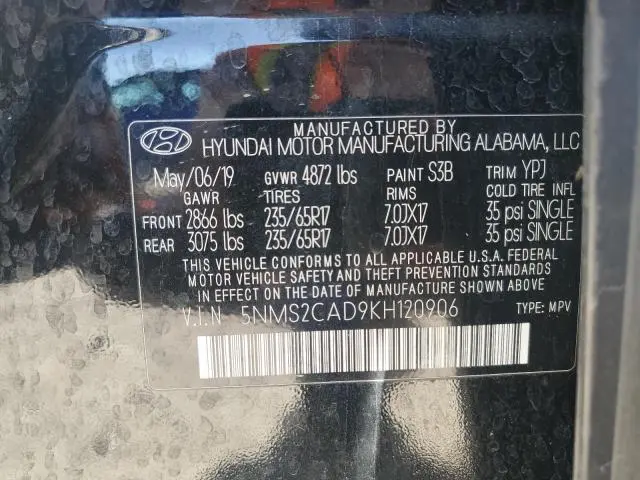 MANUFACTURED BY
HYUNDAI MOTOR MANUFACTURING ALABAMA, LLC
May/06/19 GVWR 4872 lbs PAINT S3B TRIM YPJ
GAWR TIRES RIMS COLD TIRE INFL
FRONT 2866 lbs 235/65R17 7.0JX17 35 psi SINGLE
REAR 3075 lbs 235/65R17 7.0JX17 35 psi SINGLE
THIS VEHICLE CONFORMS TO ALL APPLICABLE U.S.A. FEDERAL
MOTOR VEHICLE SAFETY AND THEFT PREVENTION STANDARDS
IN EFFECT ON THE DATE OF MANUFACTURE SHOWN ABOVE.
V.I.N 5NMS2CAD9KH120906 TYPE: MPV